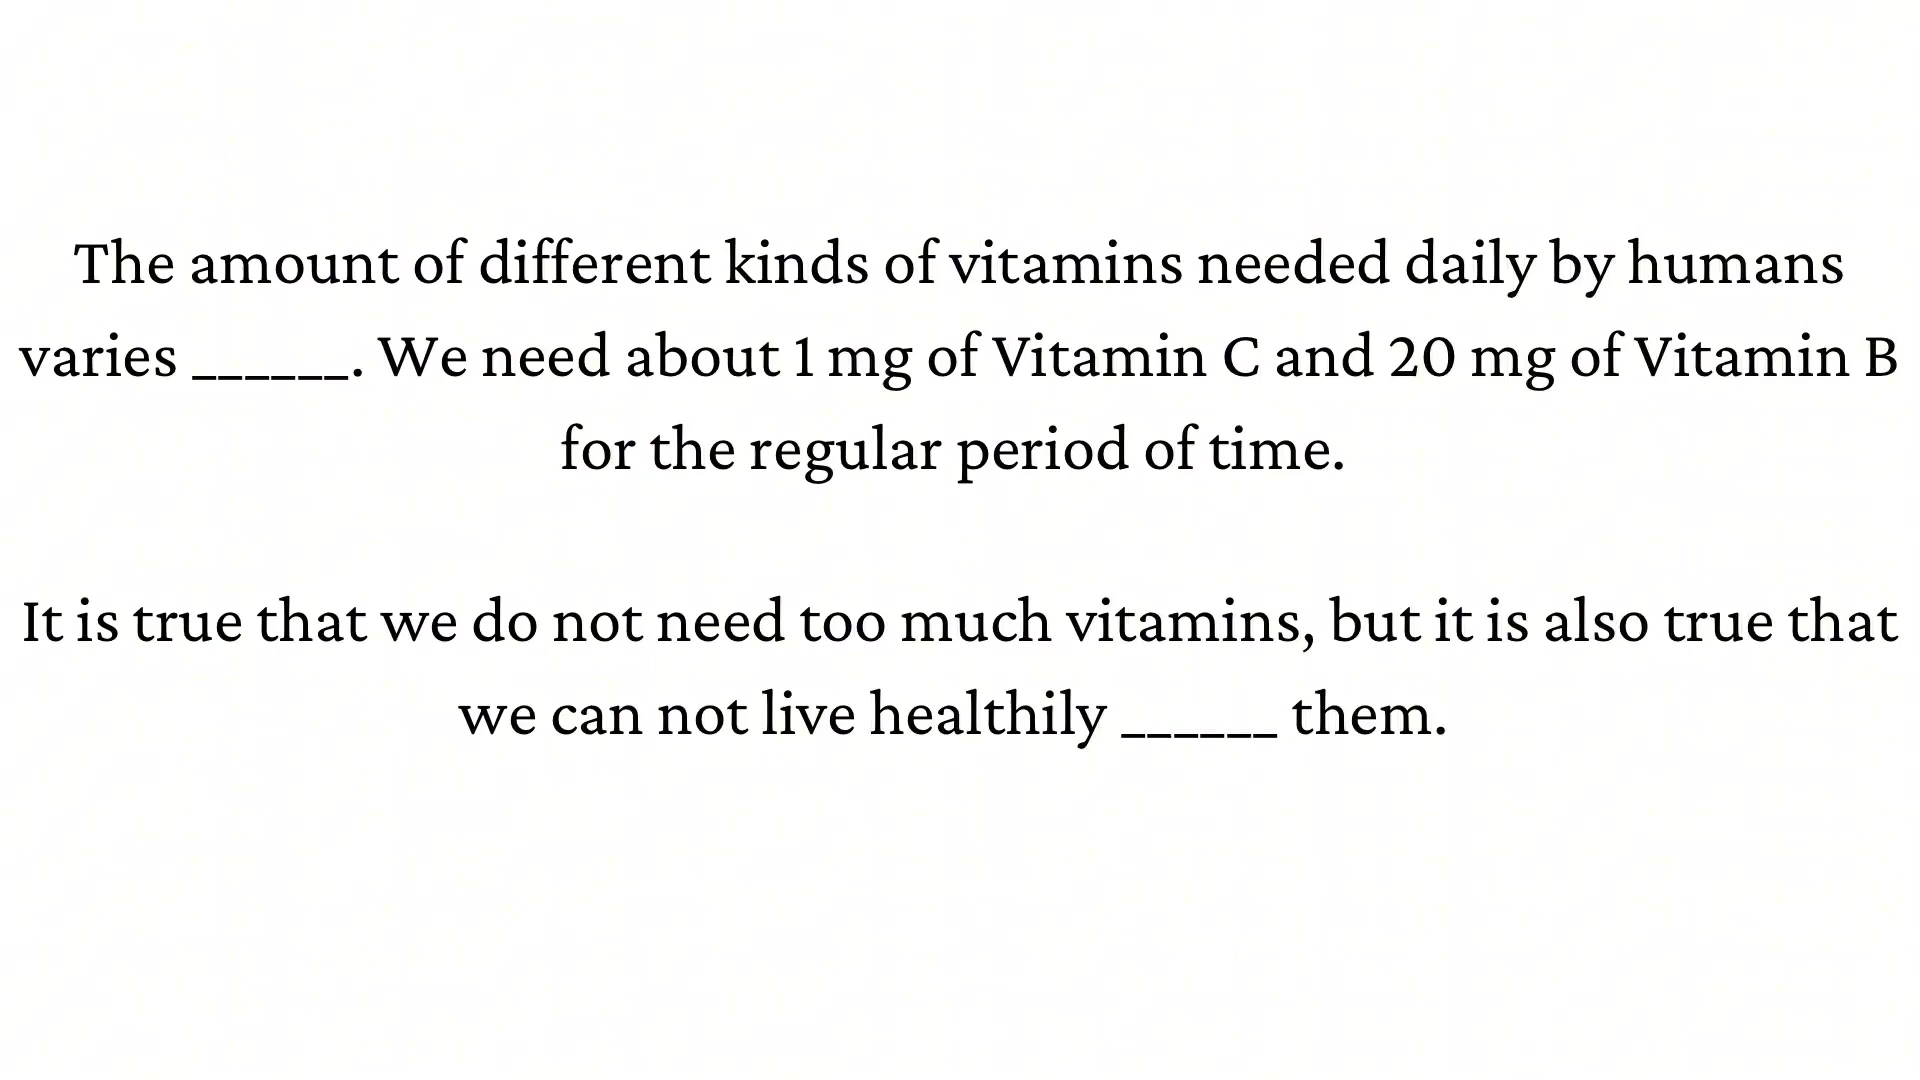 The amount of different kinds of vitamins needed daily by humans
varies ______. We need about 1 mg of Vitamin C and 20 mg of Vitamin B
for the regular period of time.
It is true that we do not need too much vitamins, but it is also true that
we can not live healthily ______ them.